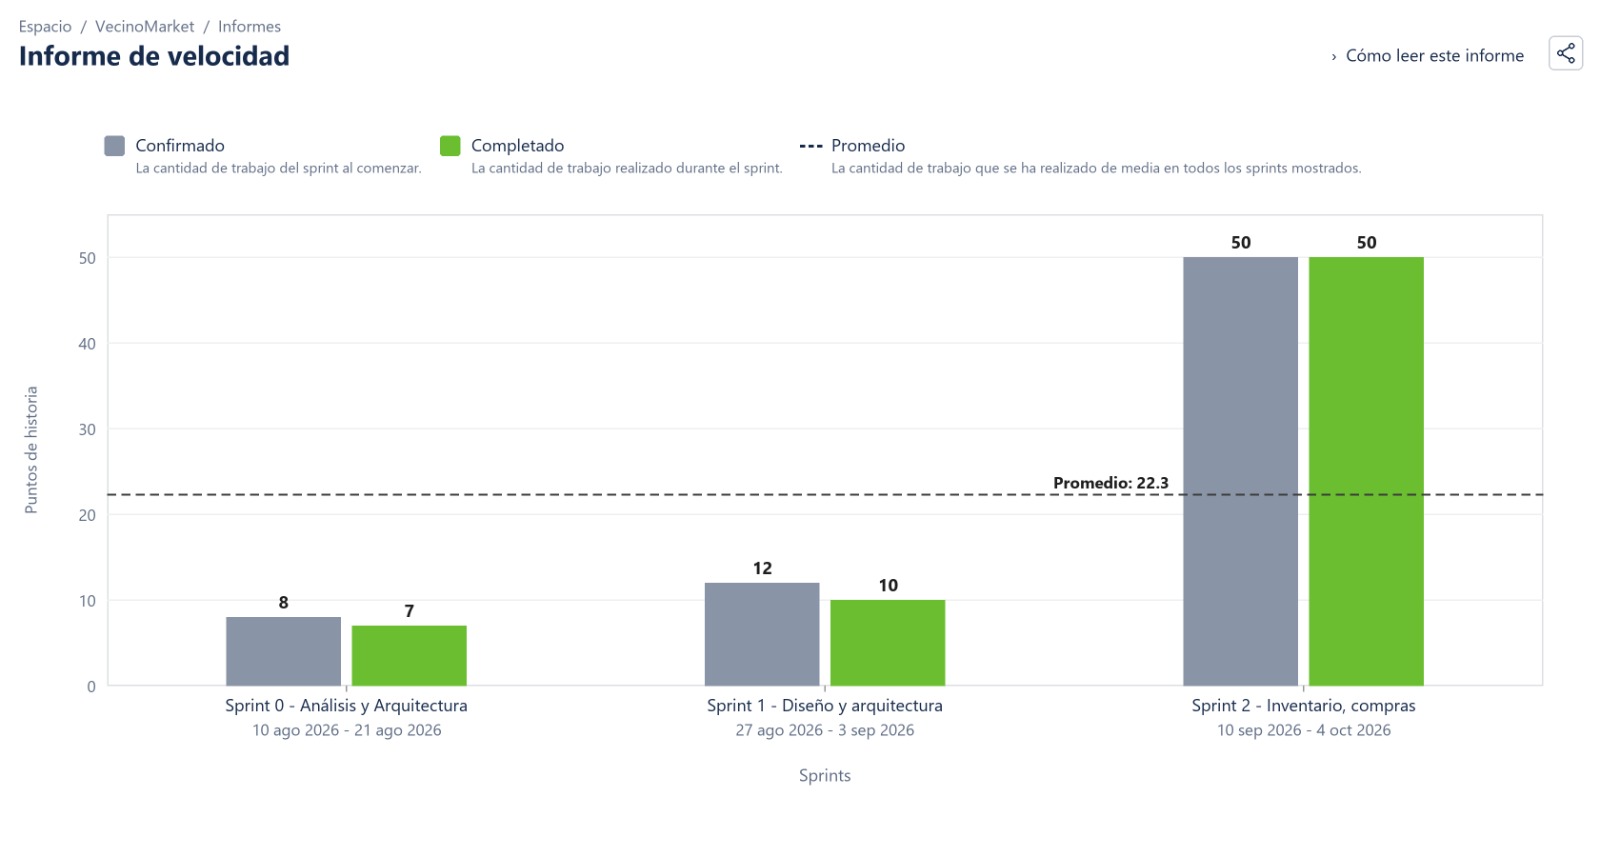 Espacio / VecinoMarket / Informes
Informe de velocidad
› Cómo leer este informe
Confirmado
La cantidad de trabajo del sprint al comenzar.
Completado
La cantidad de trabajo realizado durante el sprint.
Promedio
La cantidad de trabajo que se ha realizado de media en todos los sprints mostrados.
Puntos de historia
50
40
30
20
10
0
8
7
12
10
50
50
Promedio: 22.3
Sprint 0 - Análisis y Arquitectura
10 ago 2026 - 21 ago 2026
Sprint 1 - Diseño y arquitectura
27 ago 2026 - 3 sep 2026
Sprint 2 - Inventario, compras
10 sep 2026 - 4 oct 2026
Sprints